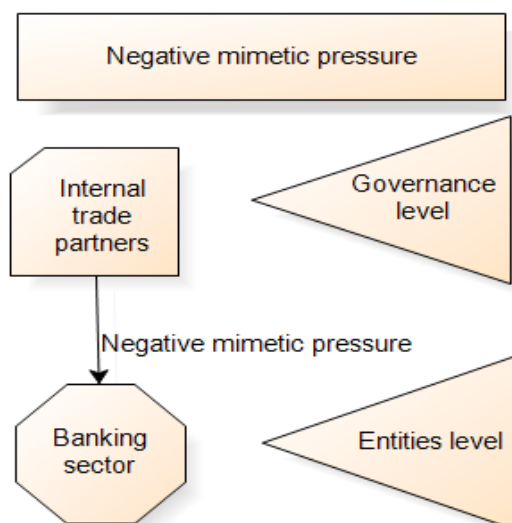 Negative mimetic pressure
Internal
trade
partners
Governance
level
Negative mimetic pressure
Banking
sector
Entities level